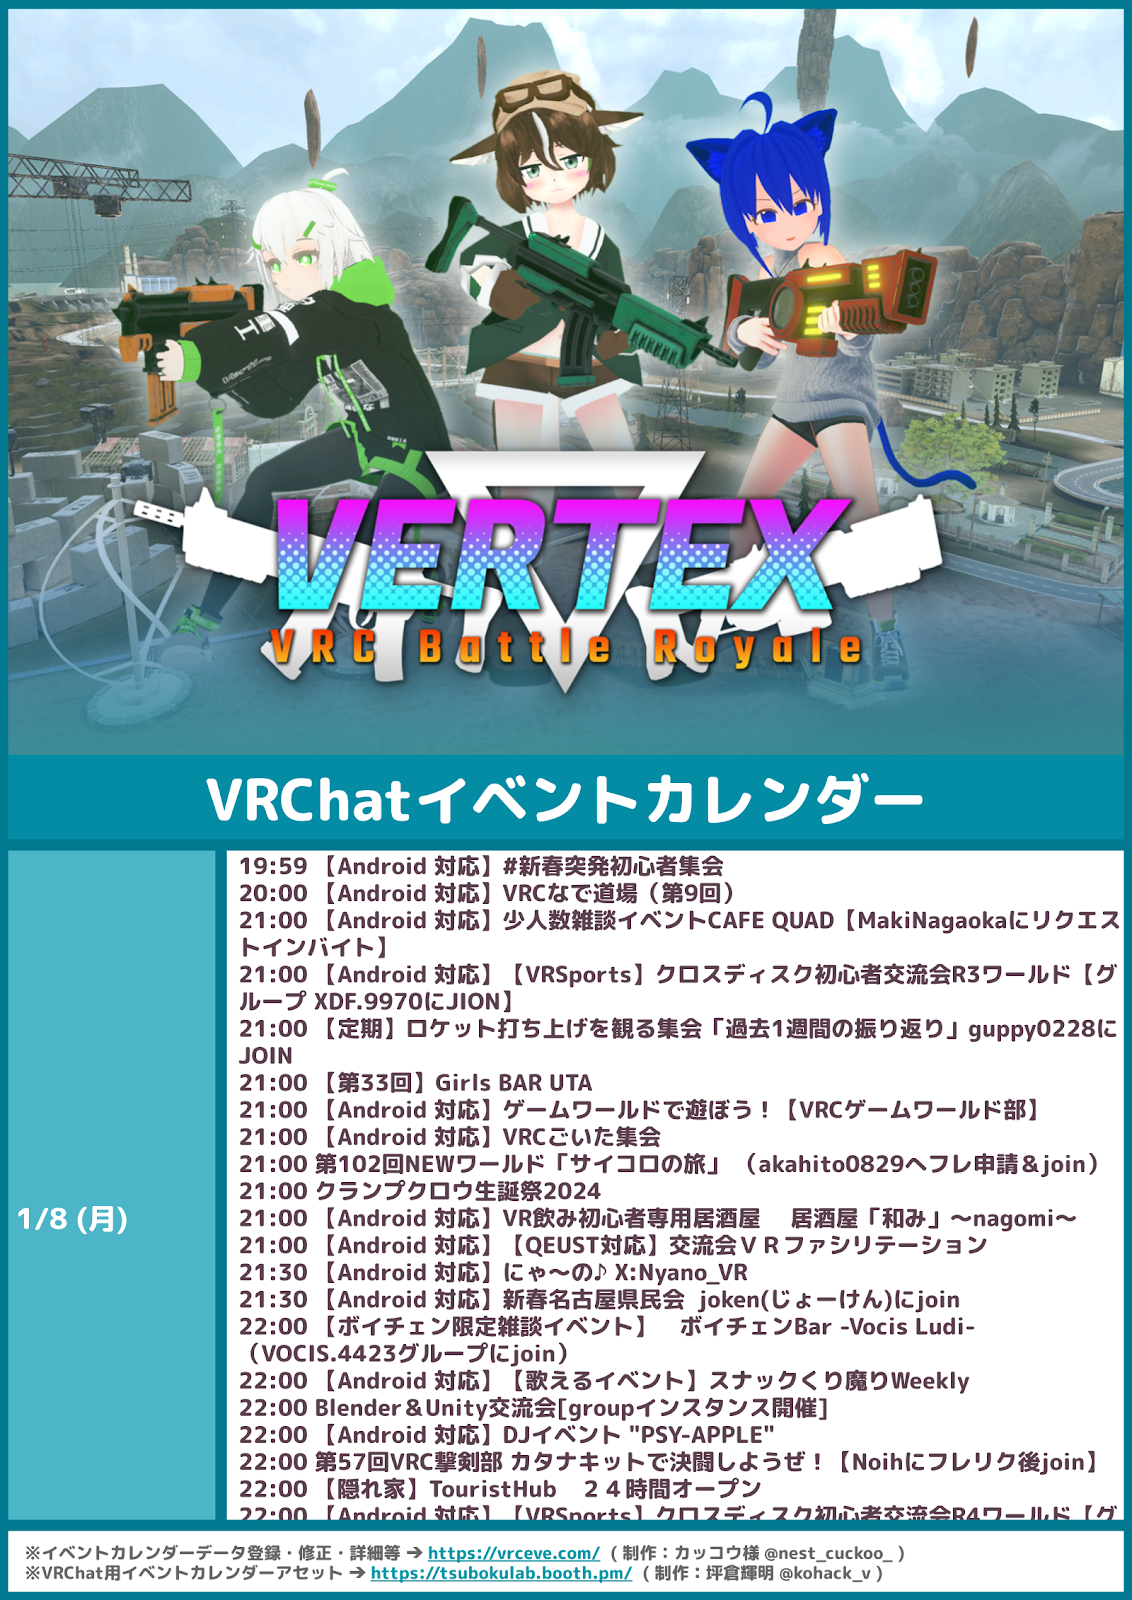 VERTEX
VRC Battle Royale
VRChatイベントカレンダー
1/8 (月)
19:59 【Android 対応】#新春突発初心者集会
20:00 【Android 対応】VRCなで道場（第9回）
21:00 【Android 対応】少人数雑談イベントCAFE QUAD【MakiNagaokaにリクエス
トインバイト】
21:00 【Android 対応】【VRSports】クロスディスク初心者交流会R3ワールド【グ
ループ XDF.9970にJION】
21:00 【定期】ロケット打ち上げを観る集会「過去1週間の振り返り」guppy0228に
JOIN
21:00 【第33回】Girls BAR UTA
21:00 【Android 対応】ゲームワールドで遊ぼう！【VRCゲームワールド部】
21:00 【Android 対応】VRCごいた集会
21:00 第102回NEWワールド「サイコロの旅」 （akahito0829へフレ申請＆join）
21:00 クランプクロウ生誕祭2024
21:00 【Android 対応】VR飲み初心者専用居酒屋　居酒屋「和み」～nagomi～
21:00 【Android 対応】【QEUST対応】交流会ＶＲファシリテーション
21:30 【Android 対応】にゃ～の♪ X:Nyano_VR
21:30 【Android 対応】新春名古屋県民会 joken(じょーけん)にjoin
22:00 【ボイチェン限定雑談イベント】　ボイチェンBar -Vocis Ludi-
（VOCIS.4423グループにjoin）
22:00 【Android 対応】【歌えるイベント】スナックくり魔りWeekly
22:00 Blender＆Unity交流会[groupインスタンス開催]
22:00 【Android 対応】DJイベント "PSY-APPLE"
22:00 第57回VRC撃剣部 カタナキットで決闘しようぜ！【Noihにフレリク後join】
22:00 【隠れ家】TouristHub　２４時間オープン
22:00 【Android 対応】【VRSports】クロスディスク初心者交流会R4ワールド【グ
※イベントカレンダーデータ登録・修正・詳細等 ➔ https://vrceve.com/ ( 制作：カッコウ様 @nest_cuckoo_ )
※VRChat用イベントカレンダーアセット ➔ https://tsubokulab.booth.pm/ ( 制作：坪倉輝明 @kohack_v )